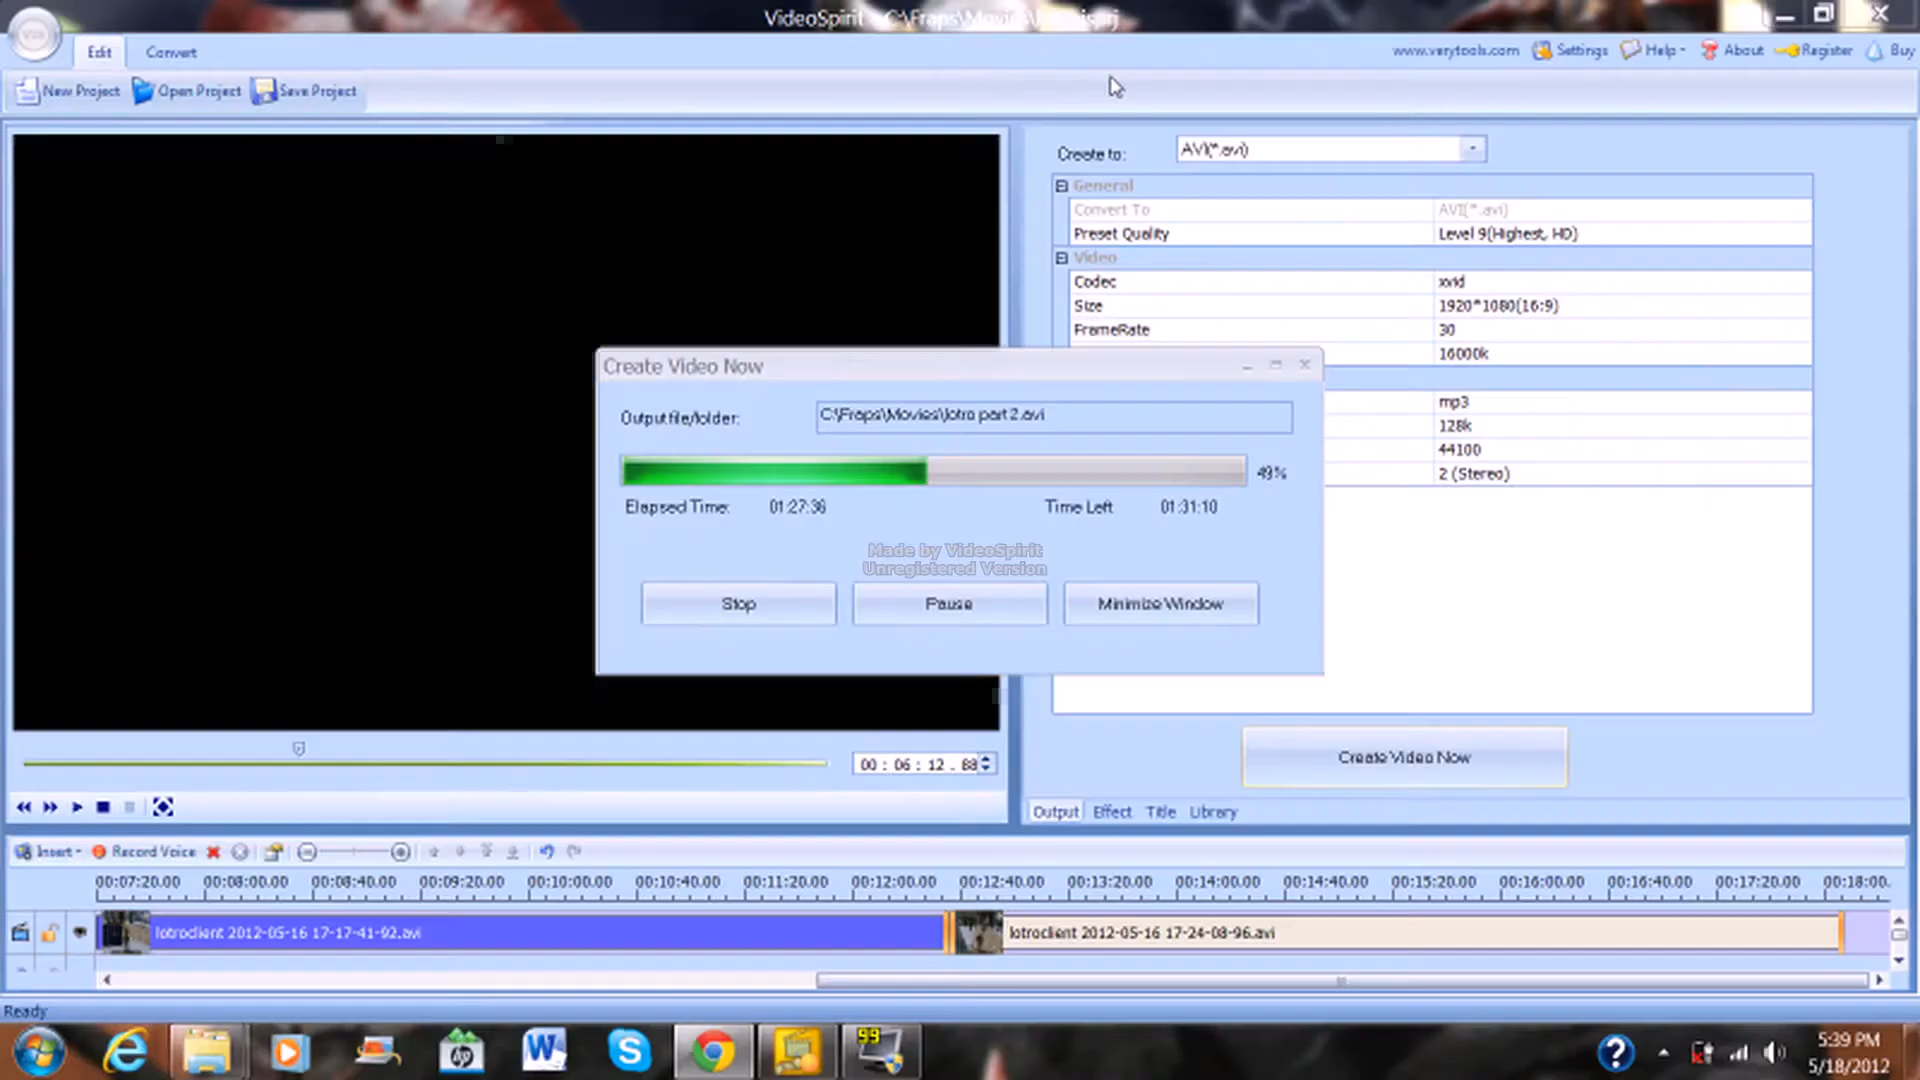 VideoSpirit - C:\Fraps\Movies\
Edit
Convert
www.verytools.com
Settings
Help
About
Register
Buy
New Project
Open Project
Save Project
Create to:
AVI(*.avi)
General
Convert To
AVI(*.avi)
Preset Quality
Level 9(Highest, HD)
Video
Codec
xvid
Size
1920*1080(16:9)
FrameRate
30
16000k
mp3
128k
44100
2 (Stereo)
Create Video Now
Output file/folder:
C:\Fraps\Movies\lotro part 2.avi
49%
Elapsed Time:
01:27:36
Time Left
01:31:10
Made by VideoSpirit
Unregistered Version
Stop
Pause
Minimize Window
Create Video Now
00 : 06 : 12 . 88
Output
Effect
Title
Library
Insert
Record Voice
00:07:20.00 00:08:00.00 00:08:40.00 00:09:20.00 00:10:00.00 00:10:40.00 00:11:20.00 00:12:00.00 00:12:40.00 00:13:20.00 00:14:00.00 00:14:40.00 00:15:20.00 00:16:00.00 00:16:40.00 00:17:20.00 00:18:00.
lotroclient 2012-05-16 17-17-41-92.avi
lotroclient 2012-05-16 17-24-08-96.avi
Ready
hp
W
S
99
?
5:39 PM
5/18/2012